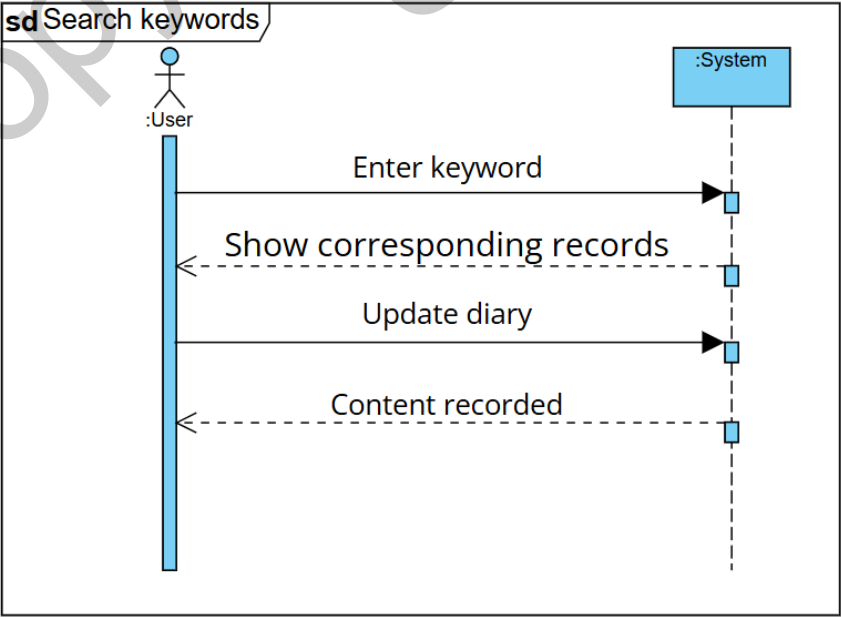 sd Search keywords
:User
:System
Enter keyword
Show corresponding records
Update diary
Content recorded